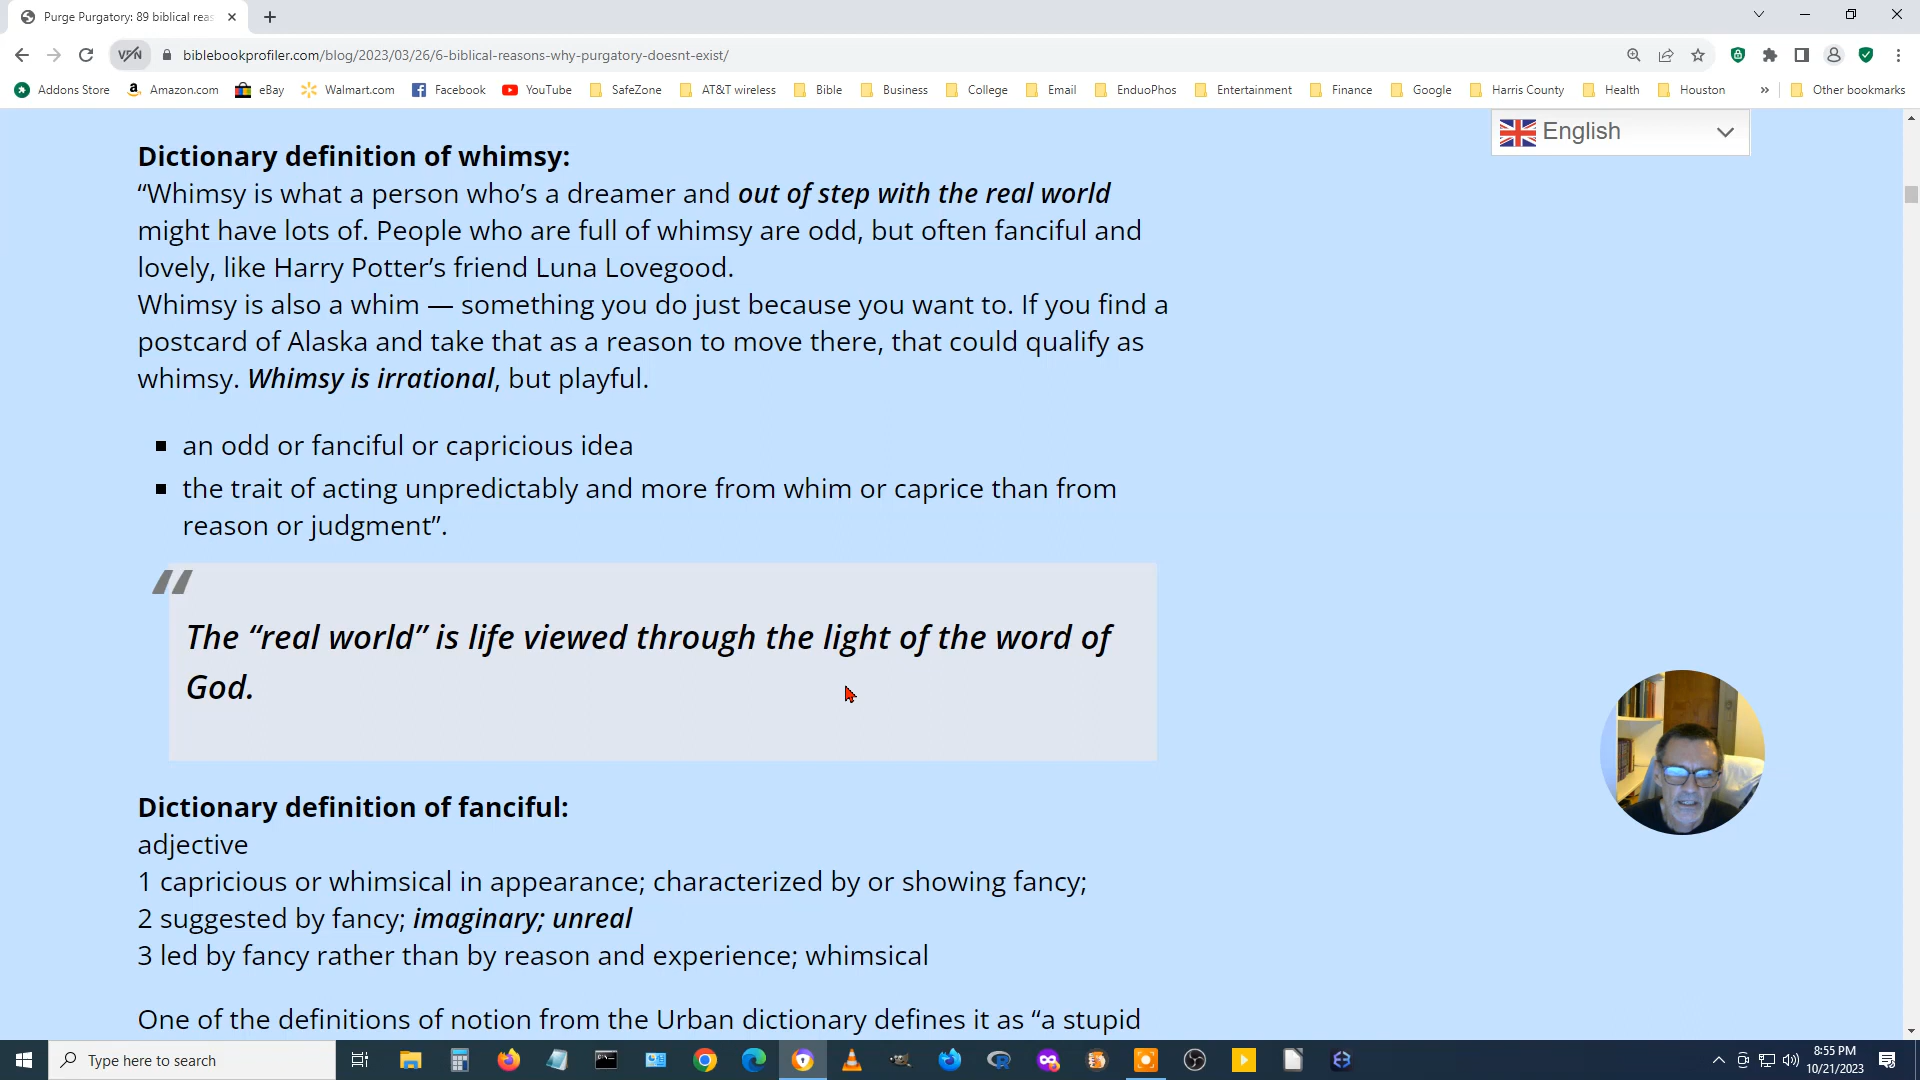 Purge Purgatory: 89 biblical reas
biblebookprofiler.com/blog/2023/03/26/6-biblical-reasons-why-purgatory-doesnt-exist/
Addons Store Amazon.com eBay Walmart.com Facebook YouTube SafeZone AT&T wireless Bible Business College Email EnduoPhos Entertainment Finance Google Harris County Health Houston » Other bookmarks
English
Dictionary definition of whimsy:
“Whimsy is what a person who’s a dreamer and out of step with the real world
might have lots of. People who are full of whimsy are odd, but often fanciful and
lovely, like Harry Potter’s friend Luna Lovegood.
Whimsy is also a whim — something you do just because you want to. If you find a
postcard of Alaska and take that as a reason to move there, that could qualify as
whimsy. Whimsy is irrational, but playful.
an odd or fanciful or capricious idea
the trait of acting unpredictably and more from whim or caprice than from
reason or judgment”.
“
The “real world” is life viewed through the light of the word of
God.
Dictionary definition of fanciful:
adjective
1 capricious or whimsical in appearance; characterized by or showing fancy;
2 suggested by fancy; imaginary; unreal
3 led by fancy rather than by reason and experience; whimsical
One of the definitions of notion from the Urban dictionary defines it as “a stupid
Type here to search
8:55 PM
10/21/2023